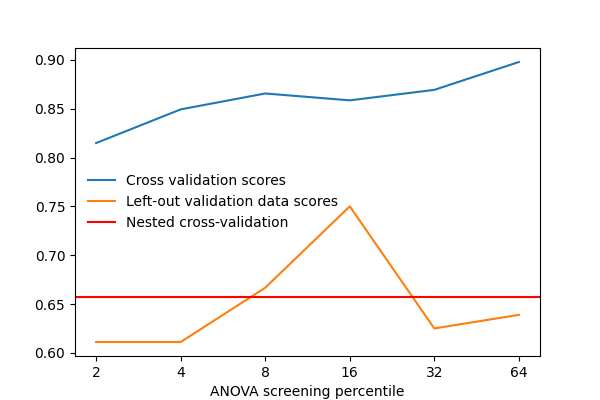 0.90
0.85
0.80
0.75
0.70
0.65
0.60
Cross validation scores
Left-out validation data scores
Nested cross-validation
2 4 8 16 32 64
ANOVA screening percentile